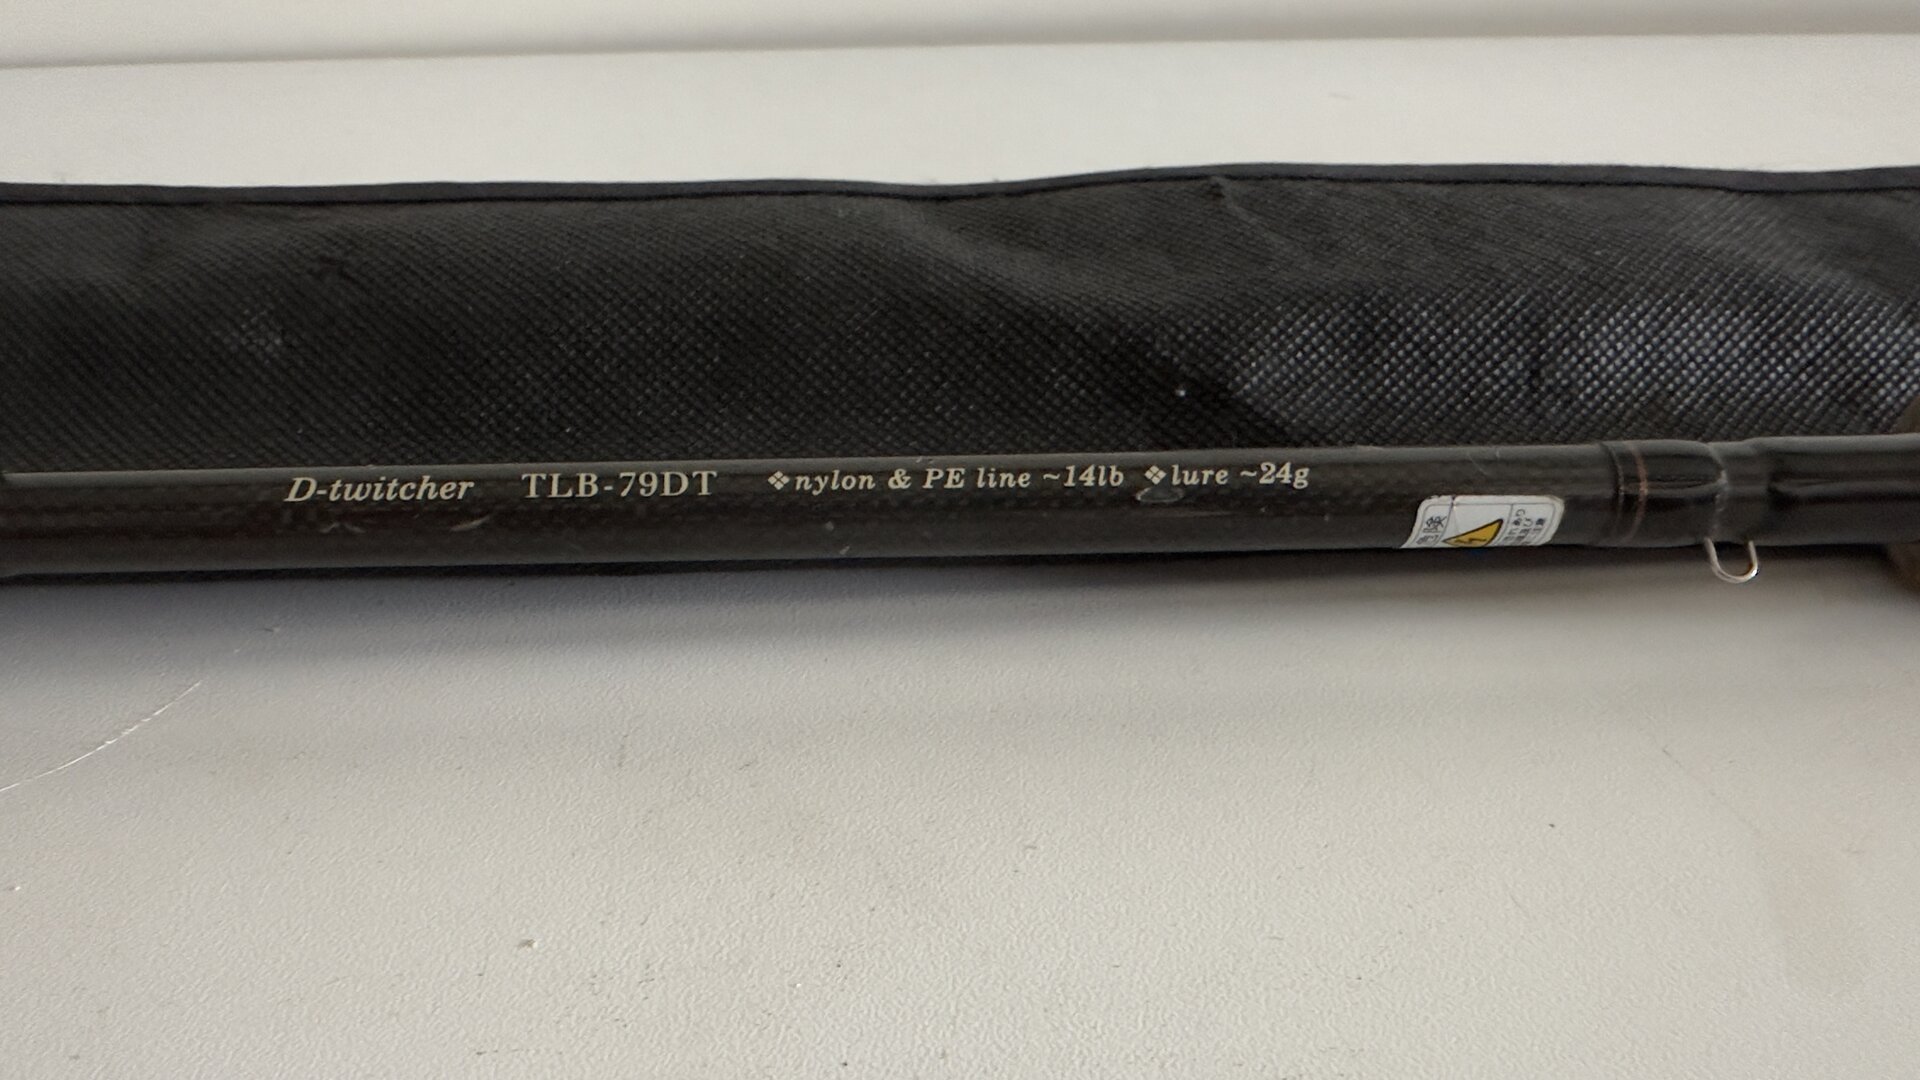 D-twitcher TLB-79DT ❖nylon & PE line ~14lb ❖lure ~24g